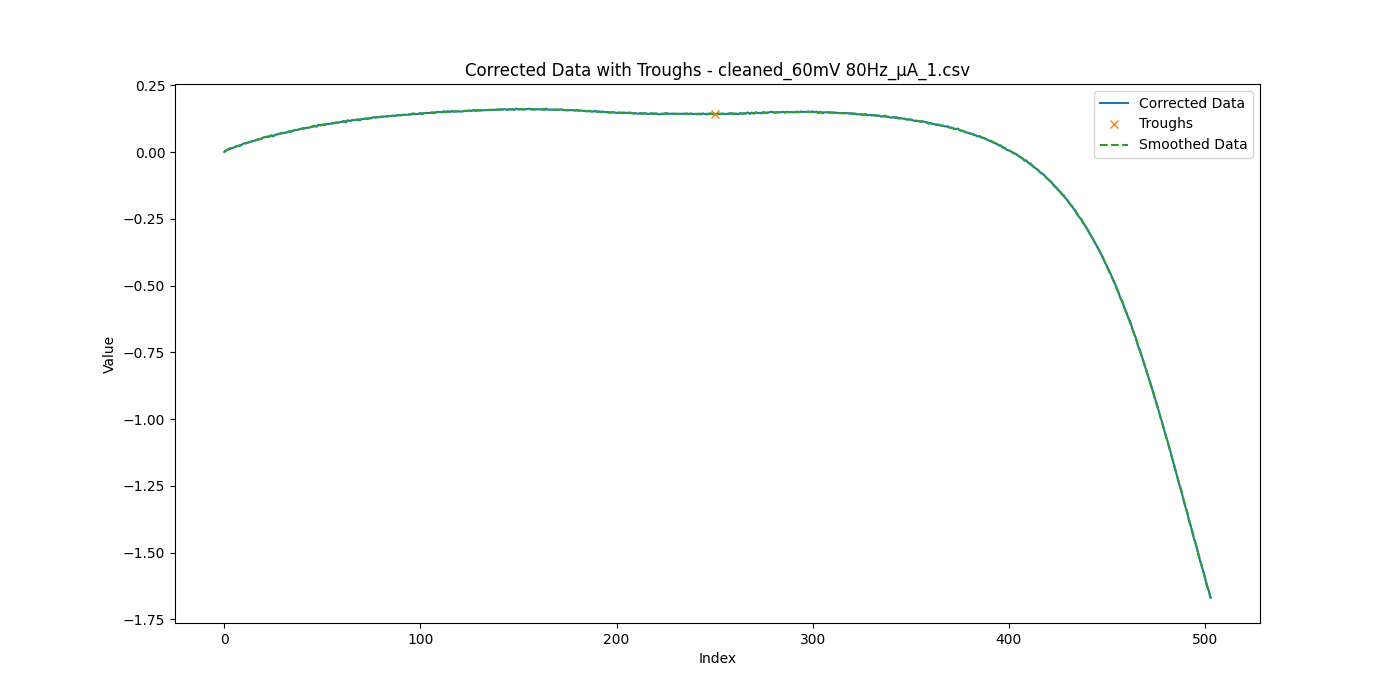 Corrected Data with Troughs - cleaned_60mV 80Hz_µA_1.csv
Corrected Data
Troughs
Smoothed Data
Value
0.25
0.00
−0.25
−0.50
−0.75
−1.00
−1.25
−1.50
−1.75
0 100 200 300 400 500
Index